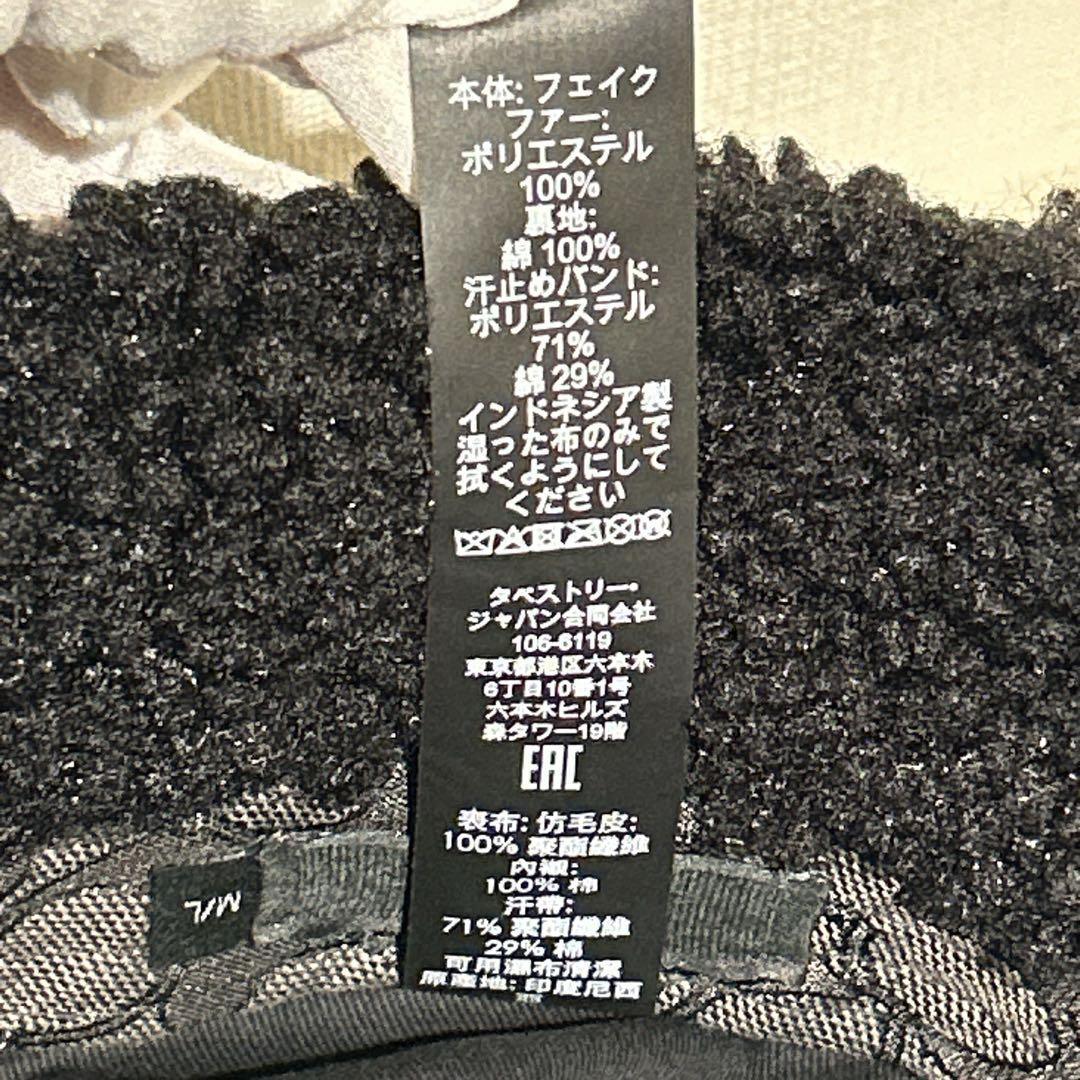 本体: フェイク
ファー:
ポリエステル
100%
裏地:
綿 100%
汗止めバンド:
ポリエステル
71%
綿 29%
インドネシア製
湿った布のみで
拭くようにして
ください
タペストリー・
ジャパン合同会社
106-6119
東京都港区六本木
6丁目10番1号
六本木ヒルズ
森タワー19階
EAC
表布: 仿毛皮:
100% 聚酯纖維
內襯:
100% 棉
汗帶:
71% 聚酯纖維
29% 棉
可用濕布清潔
原產地: 印度尼西
M/L